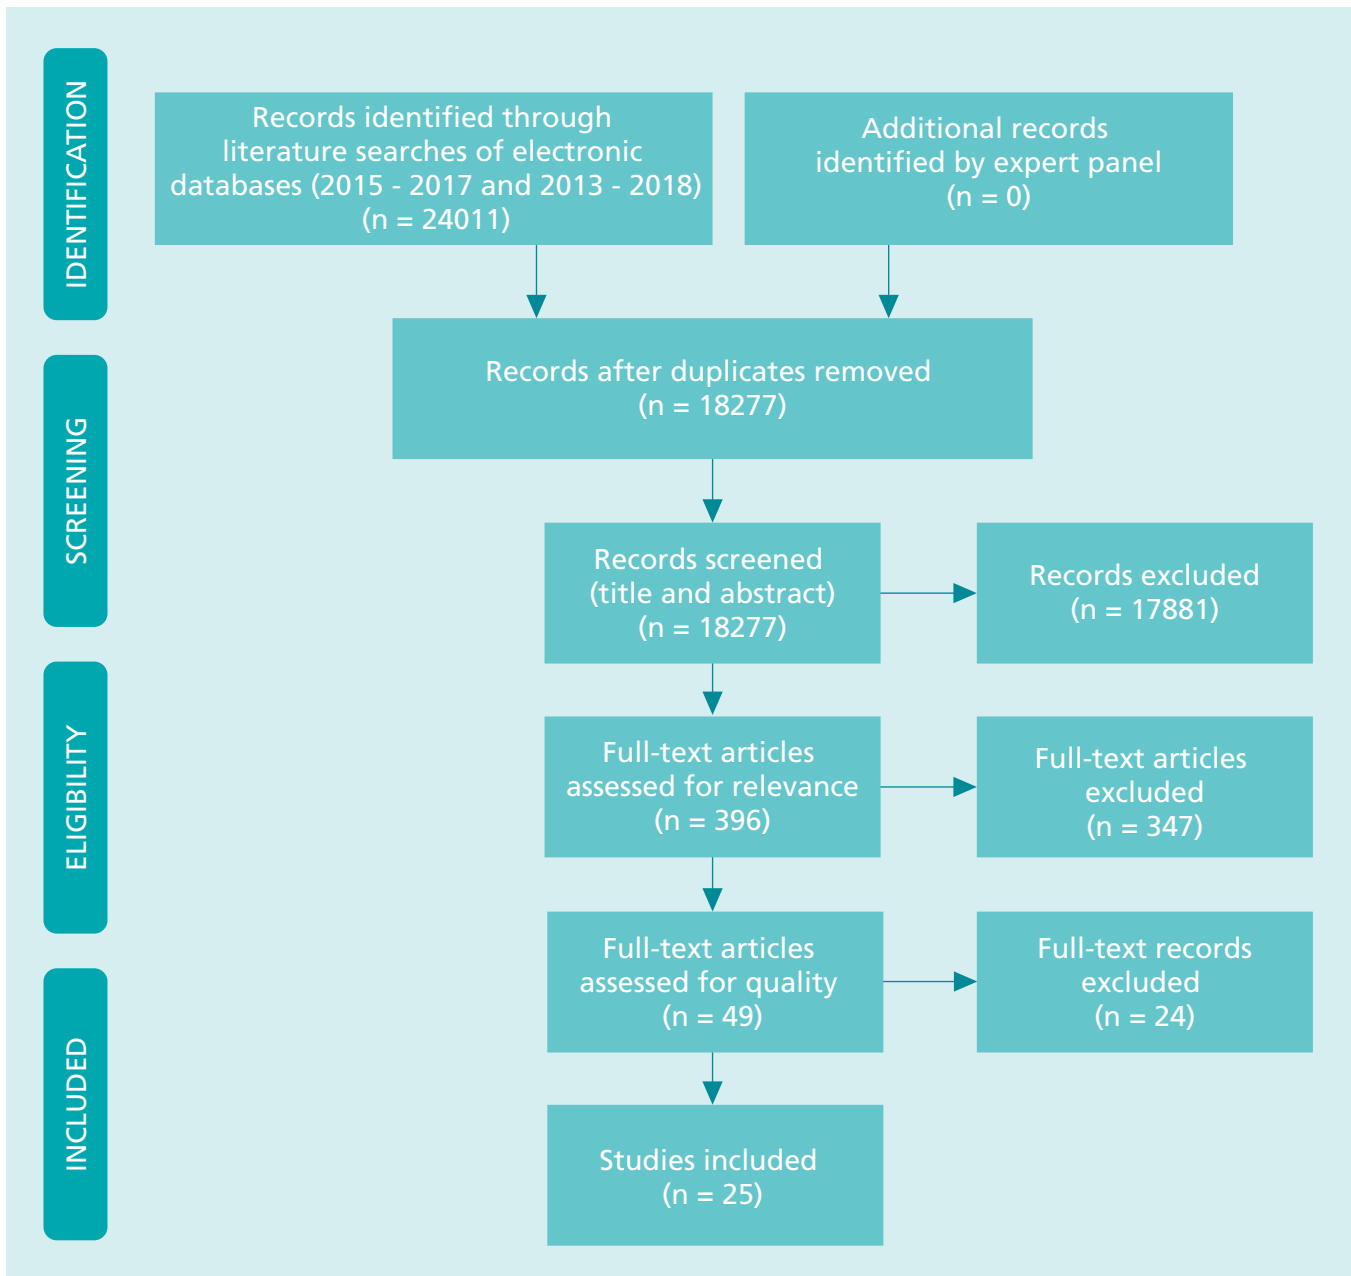 IDENTIFICATION
Records identified through
literature searches of electronic
databases (2015 - 2017 and 2013 - 2018)
(n = 24011)
Additional records
identified by expert panel
(n = 0)
SCREENING
Records after duplicates removed
(n = 18277)
Records screened
(title and abstract)
(n = 18277)
Records excluded
(n = 17881)
ELIGIBILITY
Full-text articles
assessed for relevance
(n = 396)
Full-text articles
excluded
(n = 347)
Full-text articles
assessed for quality
(n = 49)
Full-text records
excluded
(n = 24)
INCLUDED
Studies included
(n = 25)